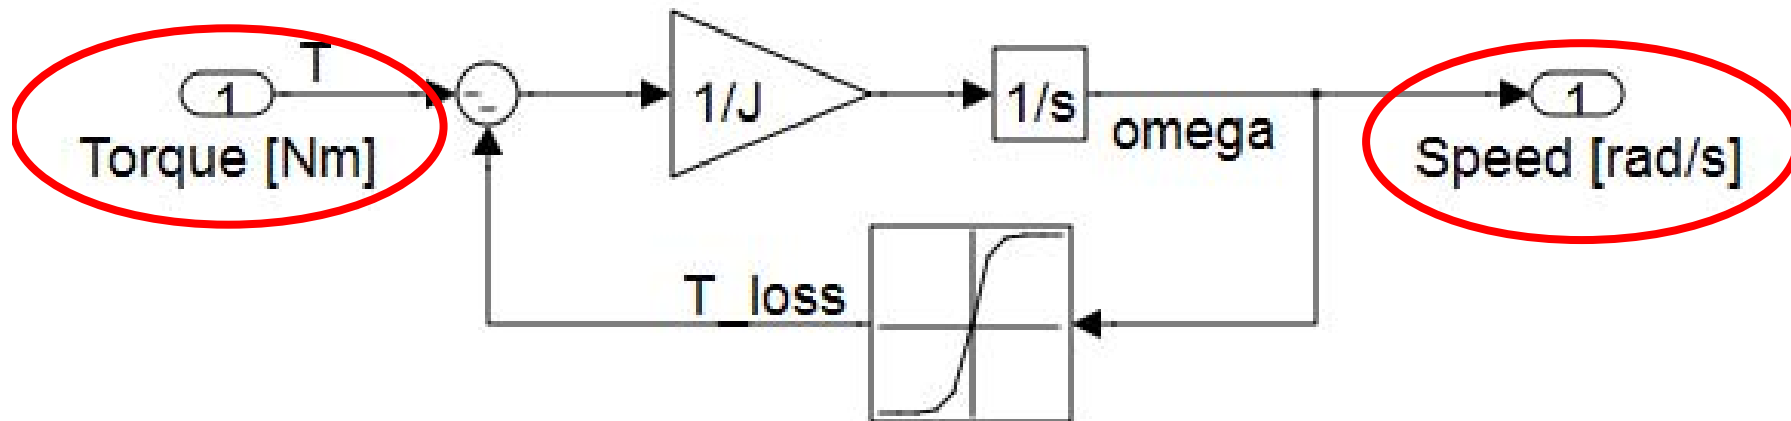 T
1
Torque [Nm]
-
-
1/J
1/s
omega
1
Speed [rad/s]
T_loss